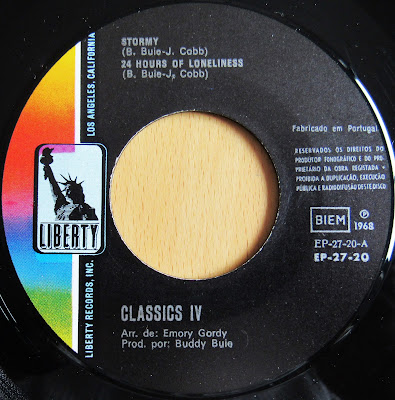 STORMY
(B. Buie-J. Cobb)
24 HOURS OF LONELINESS
(B. Buie-J. Cobb)
LOS ANGELES, CALIFORNIA
LIBERTY
LIBERTY RECORDS, INC.
Fabricado em Portugal
RESERVADOS OS DIREITOS DO
PRODUTOR FONOGRÁFICO E DO PRO-
PRIETÁRIO DA OBRA REGISTADA •
• PROIBIDA A DUPLICAÇÃO, EXECUÇÃO
PÚBLICA E RADIODIFUSÃO DESTE DISCO
BIEM
Ⓟ
1968
EP-27-20-A
EP-27-20
CLASSICS IV
Arr. de: Emory Gordy
Prod. por: Buddy Buie